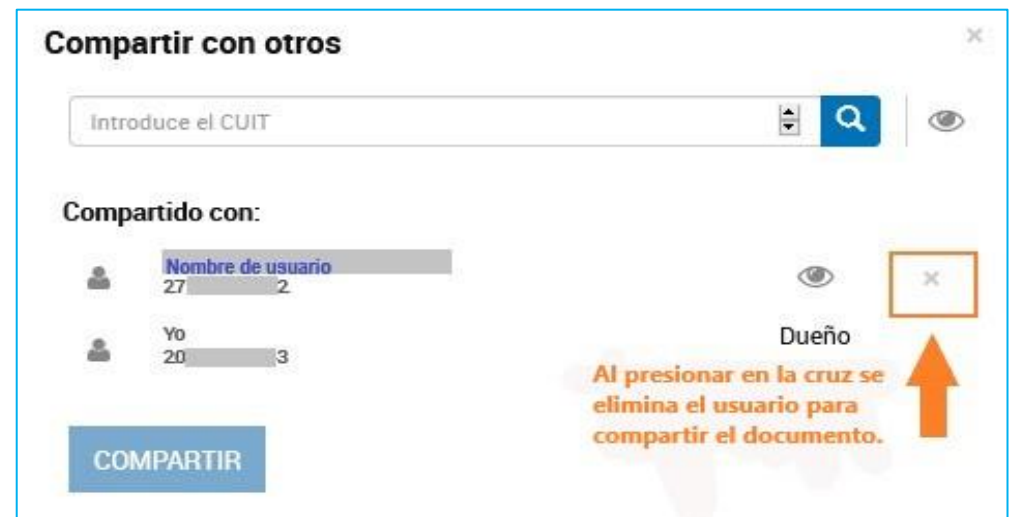 Compartir con otros
Introduce el CUIT
Compartido con:
Nombre de usuario
27 2
Yo
20 3
Dueño
Al presionar en la cruz se
elimina el usuario para
compartir el documento.
COMPARTIR